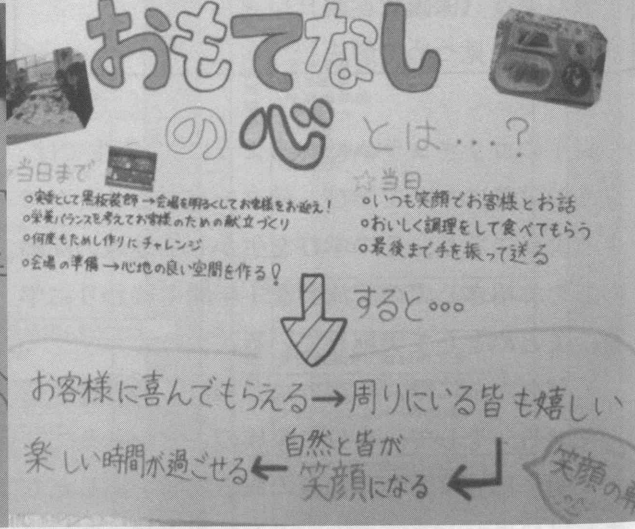 おもてなし
の心とは…?
当日まで
○実習として黒板装飾→会場を明るくしてお客様をお迎え!
○栄養バランスを考えてお客様のための献立づくり
○何度もためし作りにチャレンジ
○会場の準備→心地の良い空間を作る!
☆当日
○いつも笑顔でお客様とお話
○おいしく調理をして食べてもらう
○最後まで手を振って送る
すると○○○
お客様に喜んでもらえる→周りにいる皆も嬉しい
自然と皆が
笑顔になる
←楽しい時間が過ごせる
笑顔の